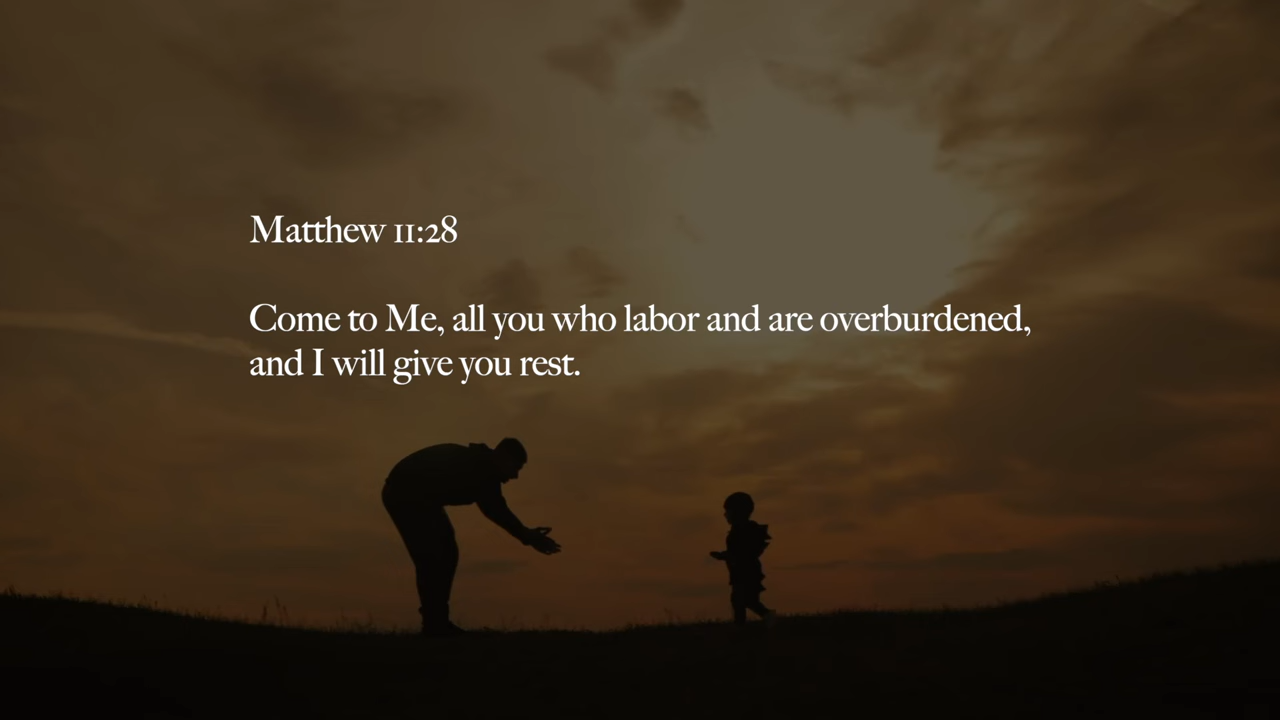 Matthew 11:28
Come to Me, all you who labor and are overburdened,
and I will give you rest.